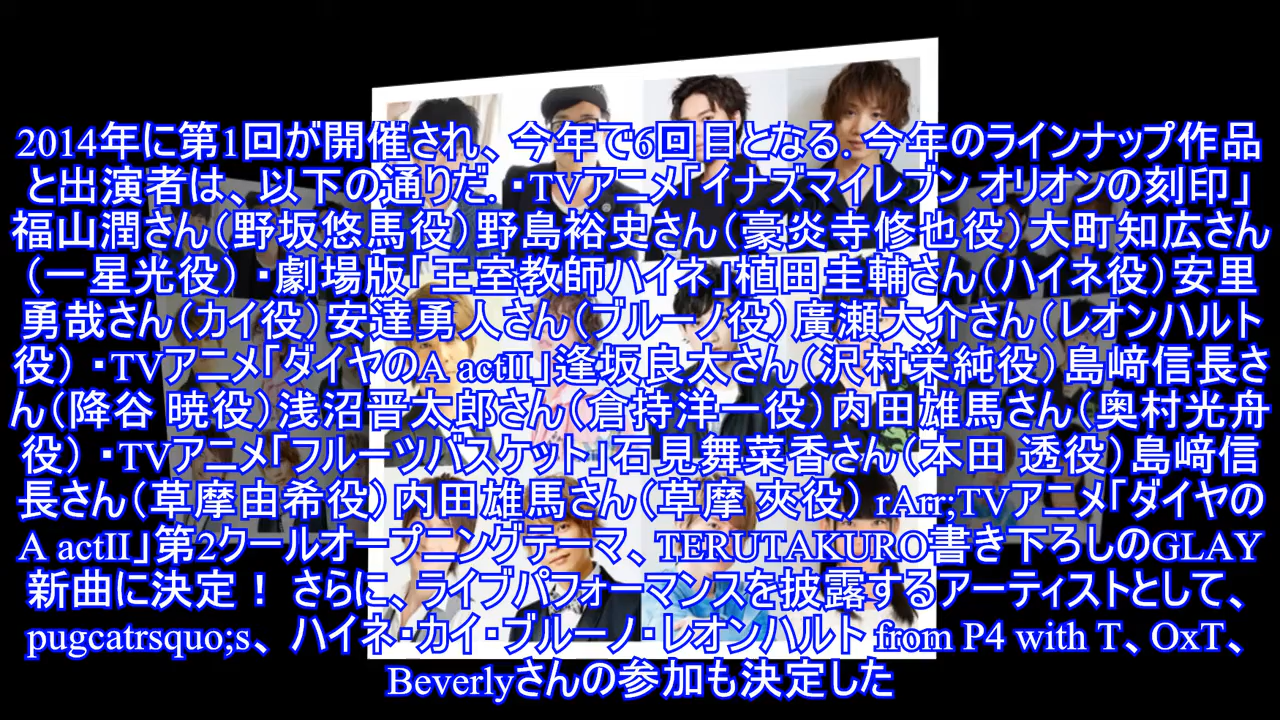 2014年に第1回が開催され、今年で6回目となる. 今年のラインナップ作品
と出演者は、以下の通りだ. ・TVアニメ「イナズマイレブン オリオンの刻印」
福山潤さん（野坂悠馬役）野島裕史さん（豪炎寺修也役）大町知広さん
（一星光役） ・劇場版「王室教師ハイネ」植田圭輔さん（ハイネ役）安里
勇哉さん（カイ役）安達勇人さん（ブルーノ役）廣瀬大介さん（レオンハルト
役） ・TVアニメ「ダイヤのA actII」逢坂良太さん（沢村栄純役）島﨑信長さ
ん（降谷 暁役）浅沼晋太郎さん（倉持洋一役）内田雄馬さん（奥村光舟
役） ・TVアニメ「フルーツバスケット」石見舞菜香さん（本田 透役）島﨑信
長さん（草摩由希役）内田雄馬さん（草摩 夾役） rArr;TVアニメ「ダイヤの
A actII」第2クールオープニングテーマ、TERUTAKURO書き下ろしのGLAY
新曲に決定！ さらに、ライブパフォーマンスを披露するアーティストとして、
pugcatrsquo;s、ハイネ・カイ・ブルーノ・レオンハルト from P4 with T、OxT、
Beverlyさんの参加も決定した